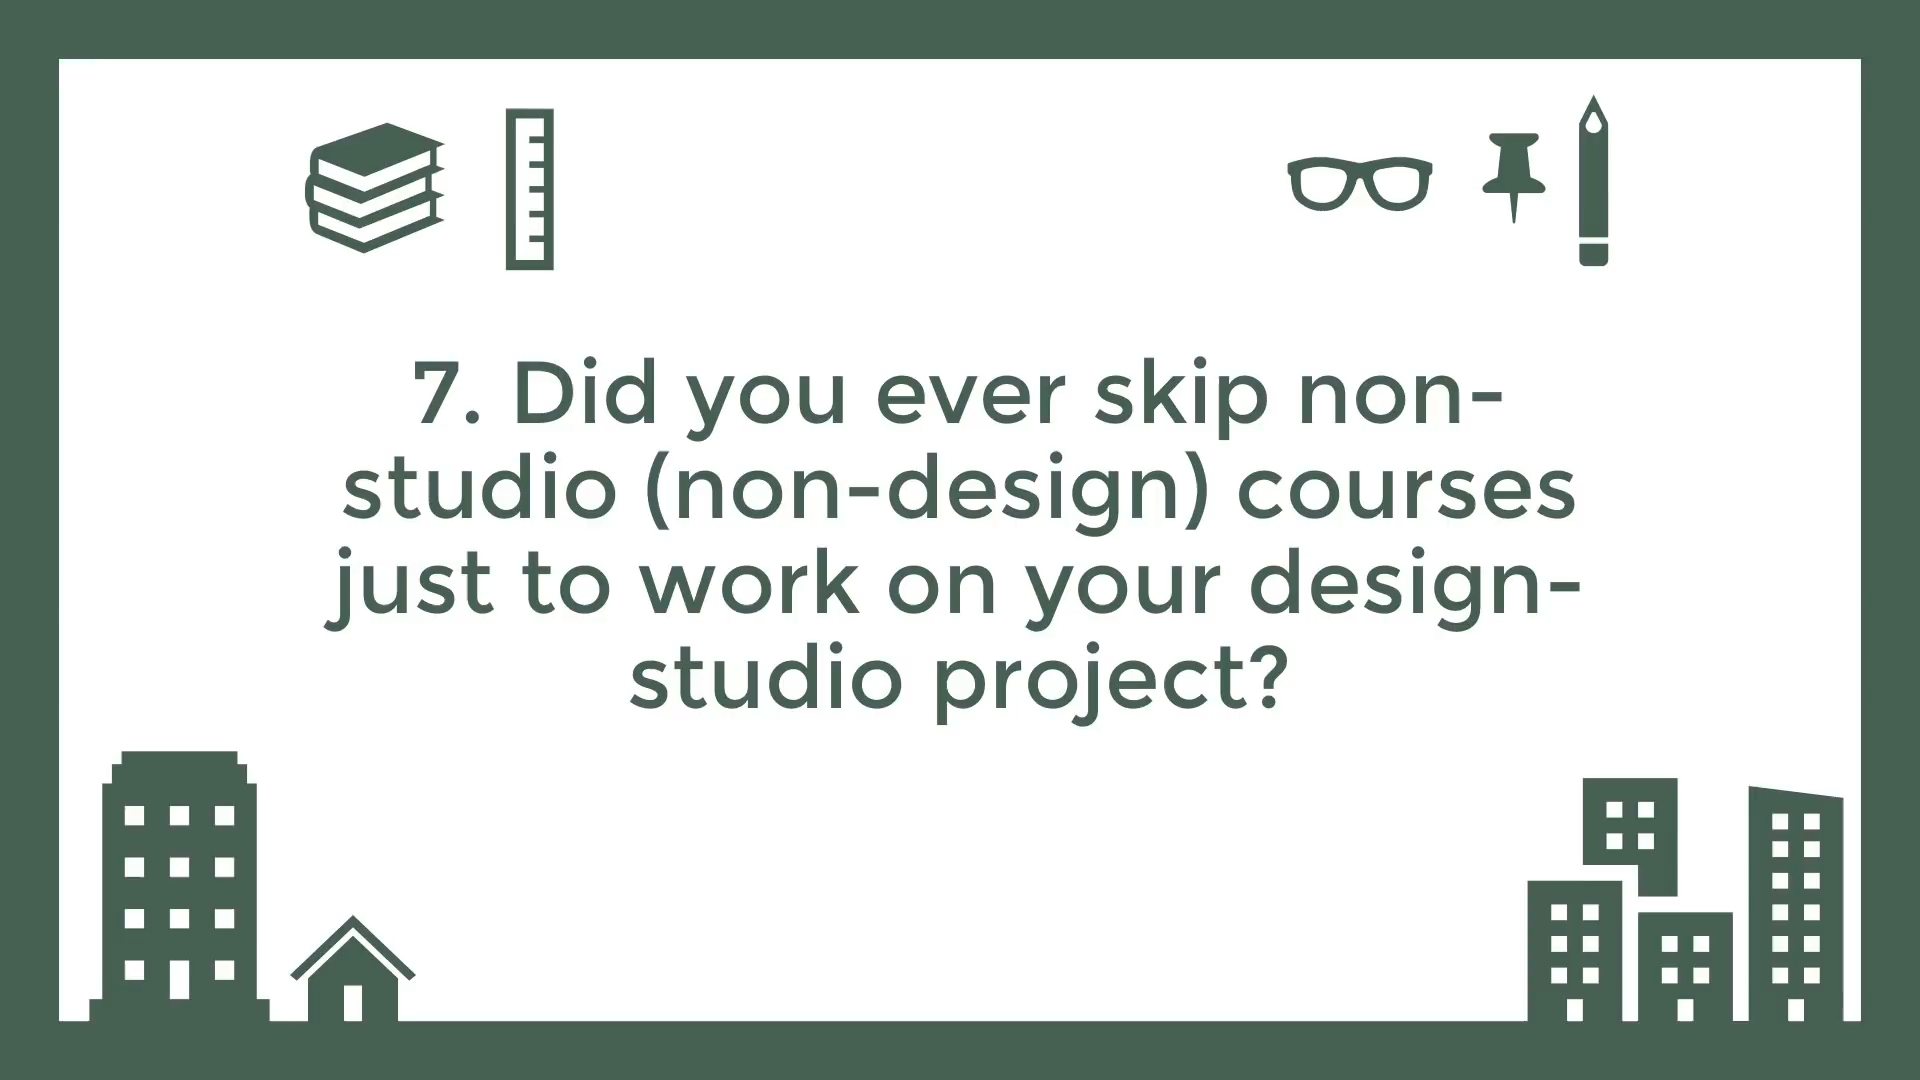 7. Did you ever skip non-
studio (non-design) courses
just to work on your design-
studio project?